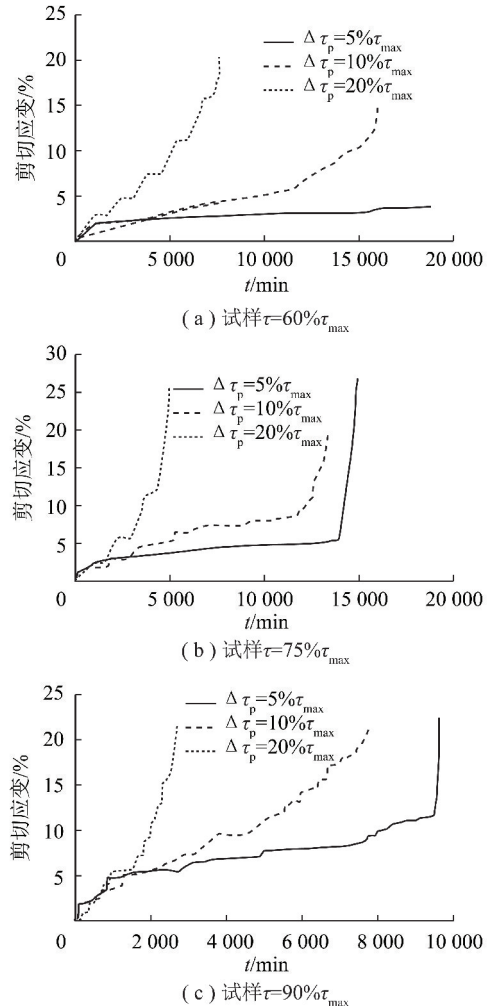 25
20
15
10
5
0
剪切应变/%
Δτp=5%τmax
Δτp=10%τmax
Δτp=20%τmax
5 000
10 000
15 000
20 000
t/min
(a)试样τ=60%τmax
30
25
20
15
10
5
0
剪切应变/%
Δτp=5%τmax
Δτp=10%τmax
Δτp=20%τmax
5 000
10 000
15 000
20 000
t/min
(b)试样τ=75%τmax
25
20
15
10
5
0
剪切应变/%
Δτp=5%τmax
Δτp=10%τmax
Δτp=20%τmax
2 000
4 000
6 000
8 000
10 000
t/min
(c)试样τ=90%τmax